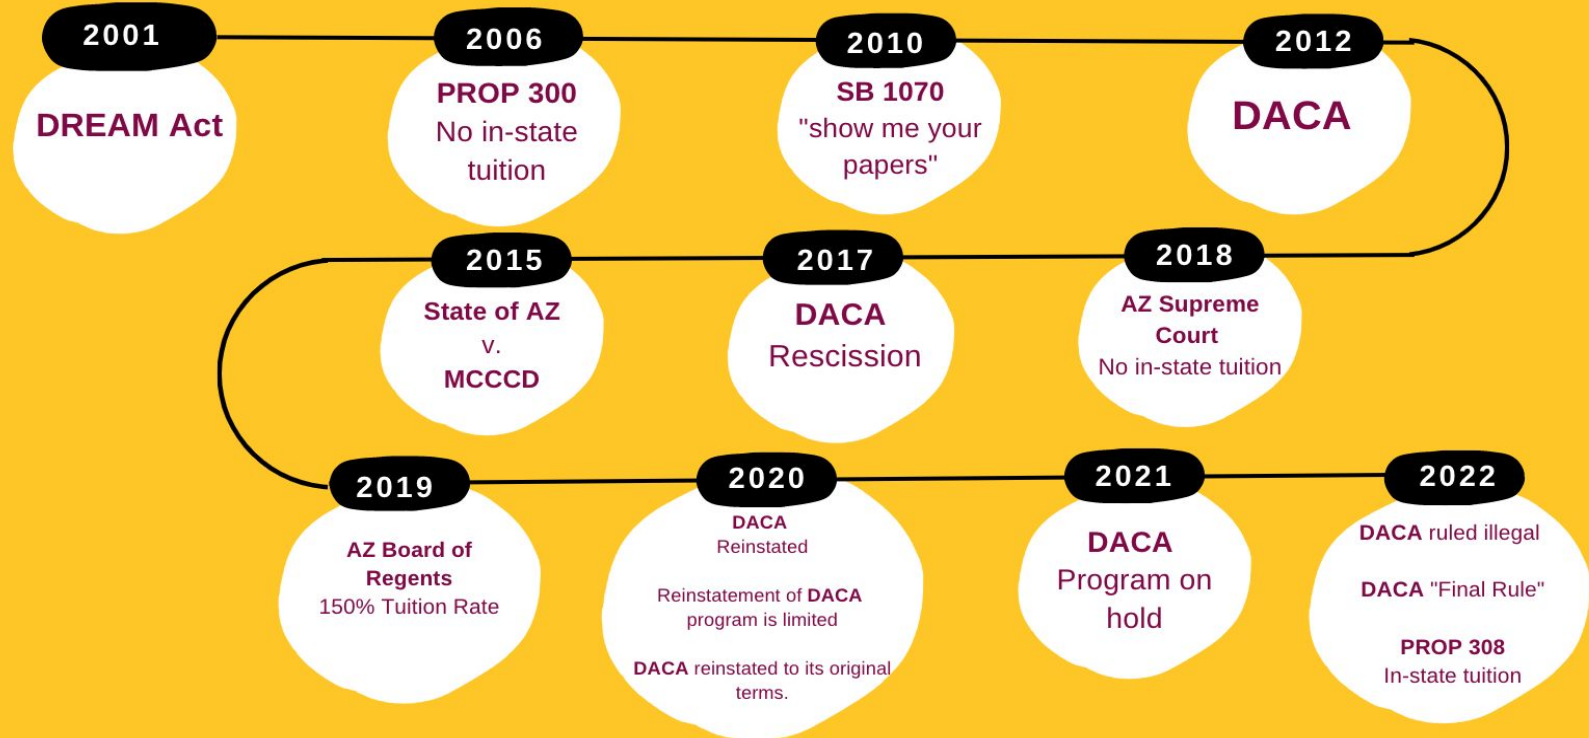 2001
DREAM Act
2006
PROP 300
No in-state
tuition
2010
SB 1070
"show me your
papers"
2012
DACA
2015
State of AZ
v.
MCCCD
2017
DACA
Rescission
2018
AZ Supreme
Court
No in-state tuition
2019
AZ Board of
Regents
150% Tuition Rate
2020
DACA
Reinstated
Reinstatement of DACA
program is limited
DACA reinstated to its original
terms.
2021
DACA
Program on
hold
2022
DACA ruled illegal
DACA "Final Rule"
PROP 308
In-state tuition